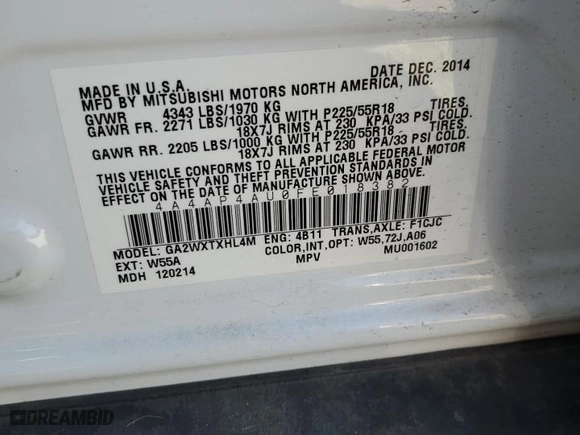 MADE IN U.S.A. DATE DEC. 2014
MFD BY MITSUBISHI MOTORS NORTH AMERICA, INC.
GVWR 4343 LBS/1970 KG
GAWR FR. 2271 LBS/1030 KG WITH P225/55R18 TIRES
18X7J RIMS AT 230 KPA/33 PSI COLD.
GAWR RR. 2205 LBS/1000 KG WITH P225/55R18 TIRES
18X7J RIMS AT 230 KPA/33 PSI COLD.
THIS VEHICLE CONFORMS TO ALL APPLICABLE FEDERAL MOTOR
VEHICLE SAFETY AND THEFT PREVENTION STANDARDS IN
EFFECT ON THE DATE OF MANUFACTURE SHOWN ABOVE.
4A4AP4AU0FE018382
MODEL: GA2WXTXHL4M ENG: 4B11 TRANS,AXLE: F1CJC
EXT: W55A COLOR,INT,OPT: W55,72J,A06
MDH 120214 MPV MU001602
DREAMBID